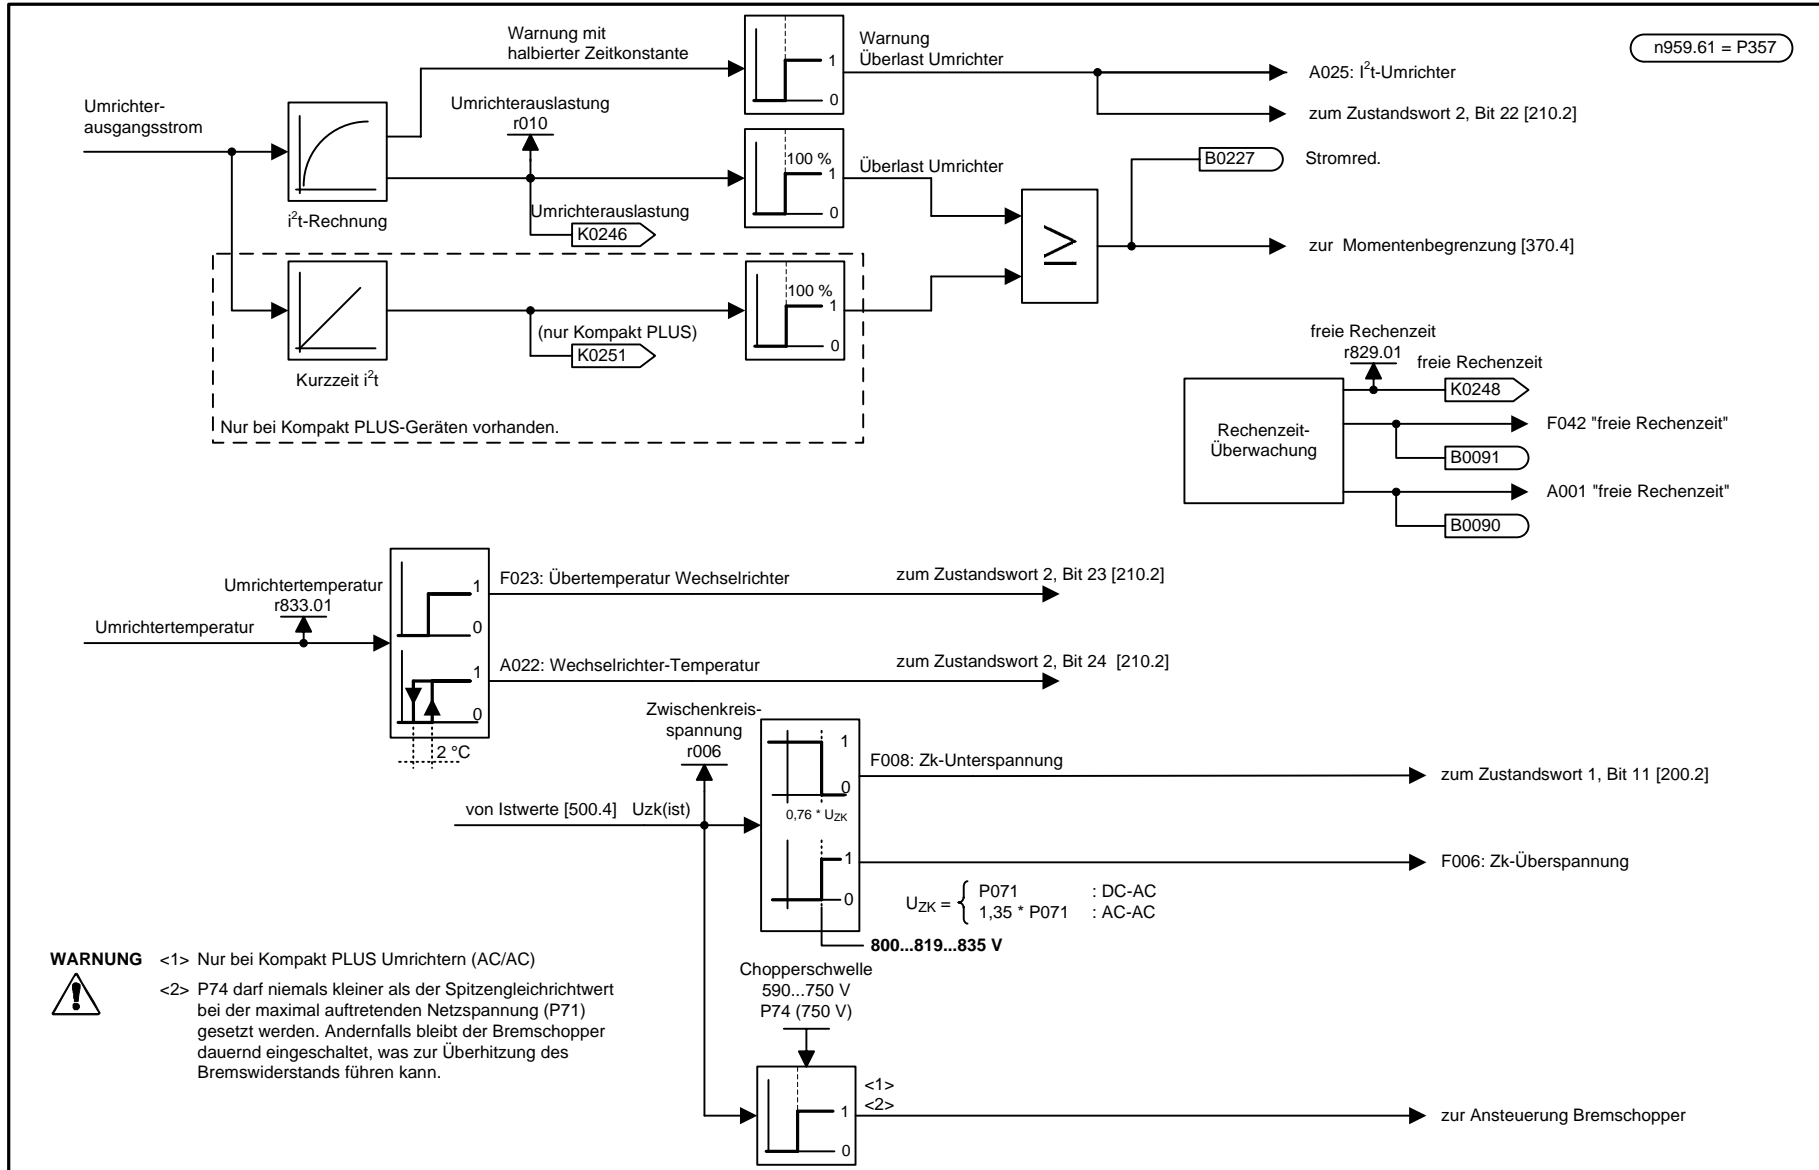 n959.61 = P357
Warnung mit
halbierter Zeitkonstante
1
0
Warnung
Überlast Umrichter
A025: I²t-Umrichter
zum Zustandswort 2, Bit 22 [210.2]
Umrichter-
ausgangsstrom
i²t-Rechnung
Umrichterauslastung
r010
Umrichterauslastung
K0246
100 %
1
0
Überlast Umrichter
≥
B0227
Stromred.
zur Momentenbegrenzung [370.4]
Kurzzeit i²t
(nur Kompakt PLUS)
K0251
100 %
1
0
Nur bei Kompakt PLUS-Geräten vorhanden.
Rechenzeit-
Überwachung
freie Rechenzeit
r829.01
freie Rechenzeit
K0248
F042 "freie Rechenzeit"
B0091
A001 "freie Rechenzeit"
B0090
Umrichtertemperatur
r833.01
Umrichtertemperatur
1
0
F023: Übertemperatur Wechselrichter
zum Zustandswort 2, Bit 23 [210.2]
1
0
2 °C
A022: Wechselrichter-Temperatur
zum Zustandswort 2, Bit 24 [210.2]
Zwischenkreis-
spannung
r006
von Istwerte [500.4] Uzk(ist)
1
0
0,76 * UZK
F008: Zk-Unterspannung
zum Zustandswort 1, Bit 11 [200.2]
1
0
F006: Zk-Überspannung
UZK = { P071 : DC-AC
1,35 * P071 : AC-AC
800...819...835 V
Chopperschwelle
590...750 V
P74 (750 V)
1
0
<1>
<2>
zur Ansteuerung Bremschopper
WARNUNG <1> Nur bei Kompakt PLUS Umrichtern (AC/AC)
<2> P74 darf niemals kleiner als der Spitzengleichrichtwert
bei der maximal auftretenden Netzspannung (P71)
gesetzt werden. Andernfalls bleibt der Bremschopper
dauernd eingeschaltet, was zur Überhitzung des
Bremswiderstands führen kann.